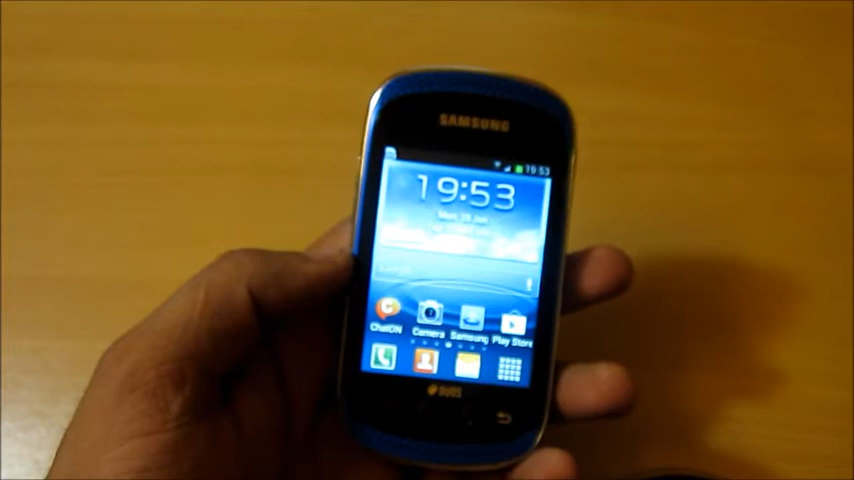 SAMSUNG
19:53
19:53
ChatON Camera Samsung Play Store
DUOS